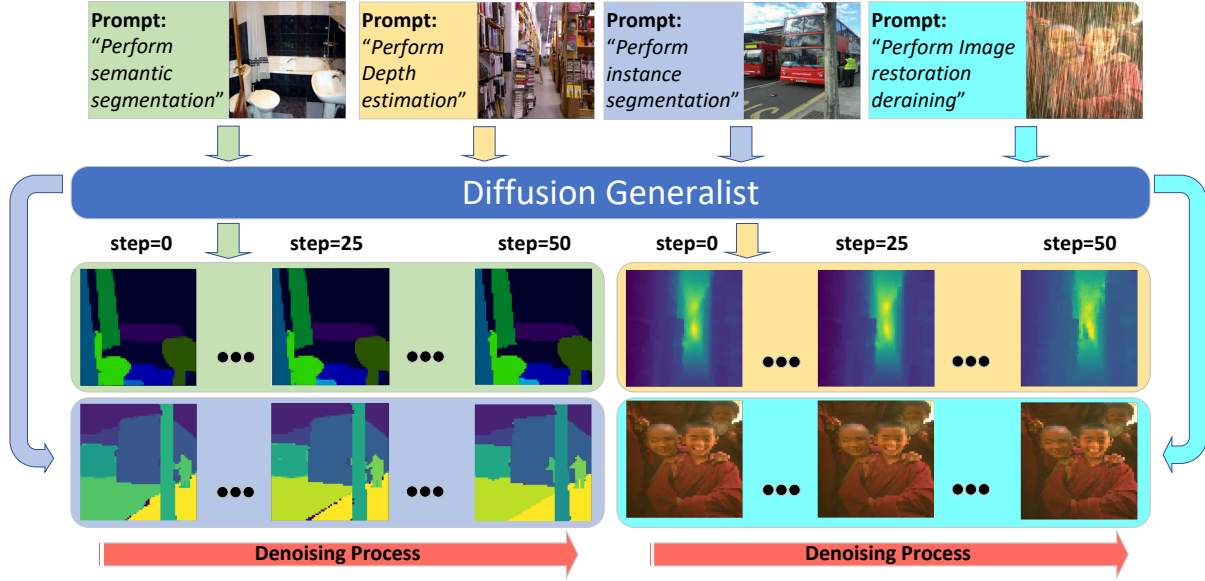 Prompt:
“Perform
semantic
segmentation”
Prompt:
“Perform
Depth
estimation”
Prompt:
“Perform
instance
segmentation”
Prompt:
“Perform Image
restoration
deraining”
Diffusion Generalist
step=0
step=25
step=50
step=0
step=25
step=50
Denoising Process
Denoising Process